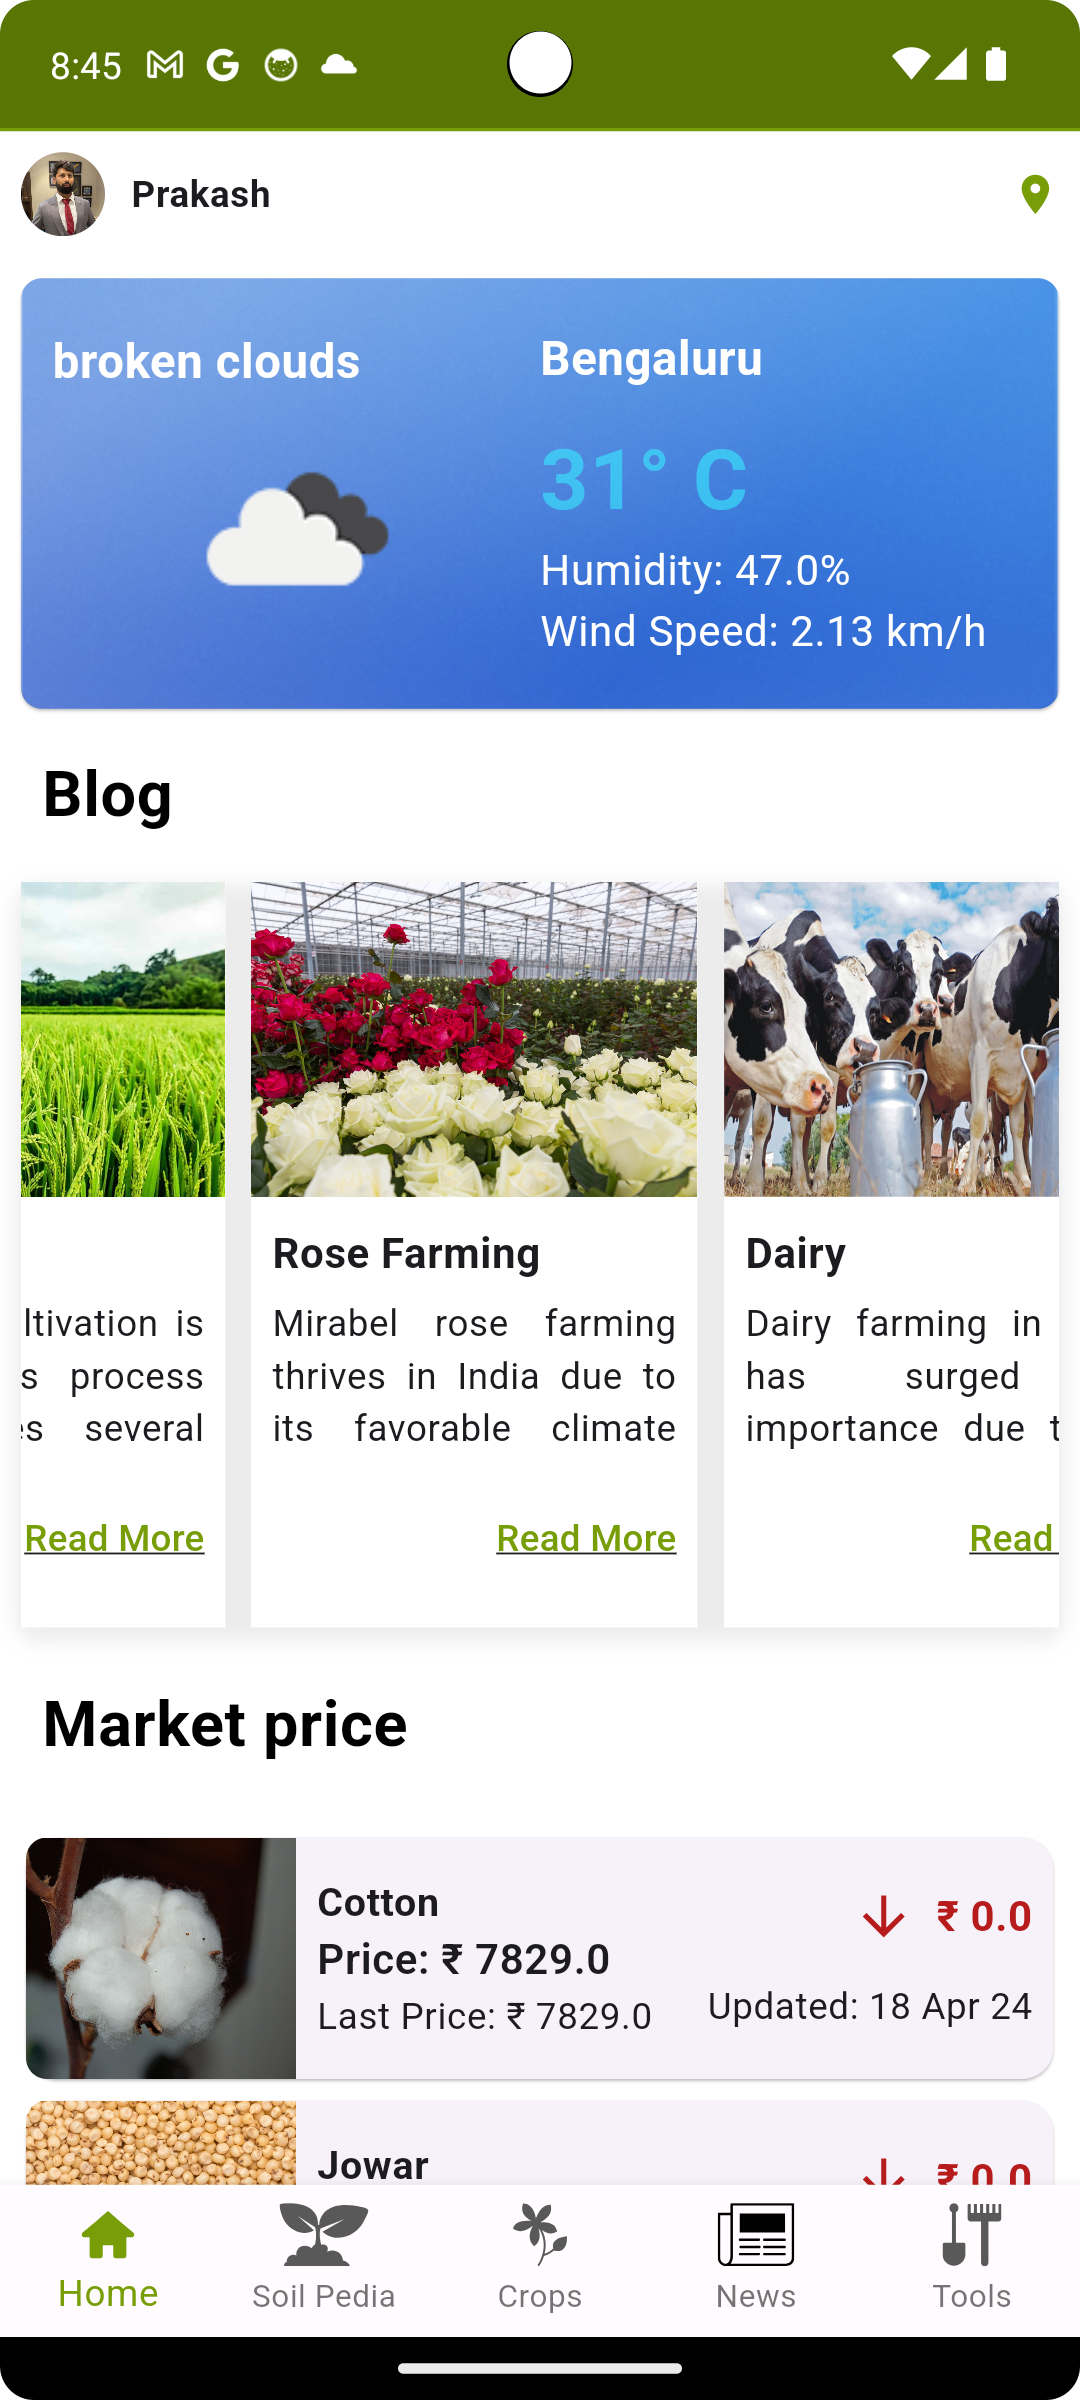 8:45
Prakash
broken clouds
Bengaluru
31° C
Humidity: 47.0%
Wind Speed: 2.13 km/h
Blog
ltivation is
s process
es several
Read More
Rose Farming
Mirabel rose farming
thrives in India due to
its favorable climate
Read More
Dairy
Dairy farming in
has surged
importance due t
Read
Market price
Cotton
Price: ₹ 7829.0
Last Price: ₹ 7829.0
₹ 0.0
Updated: 18 Apr 24
Jowar
₹ 0.0
Home
Soil Pedia
Crops
News
Tools